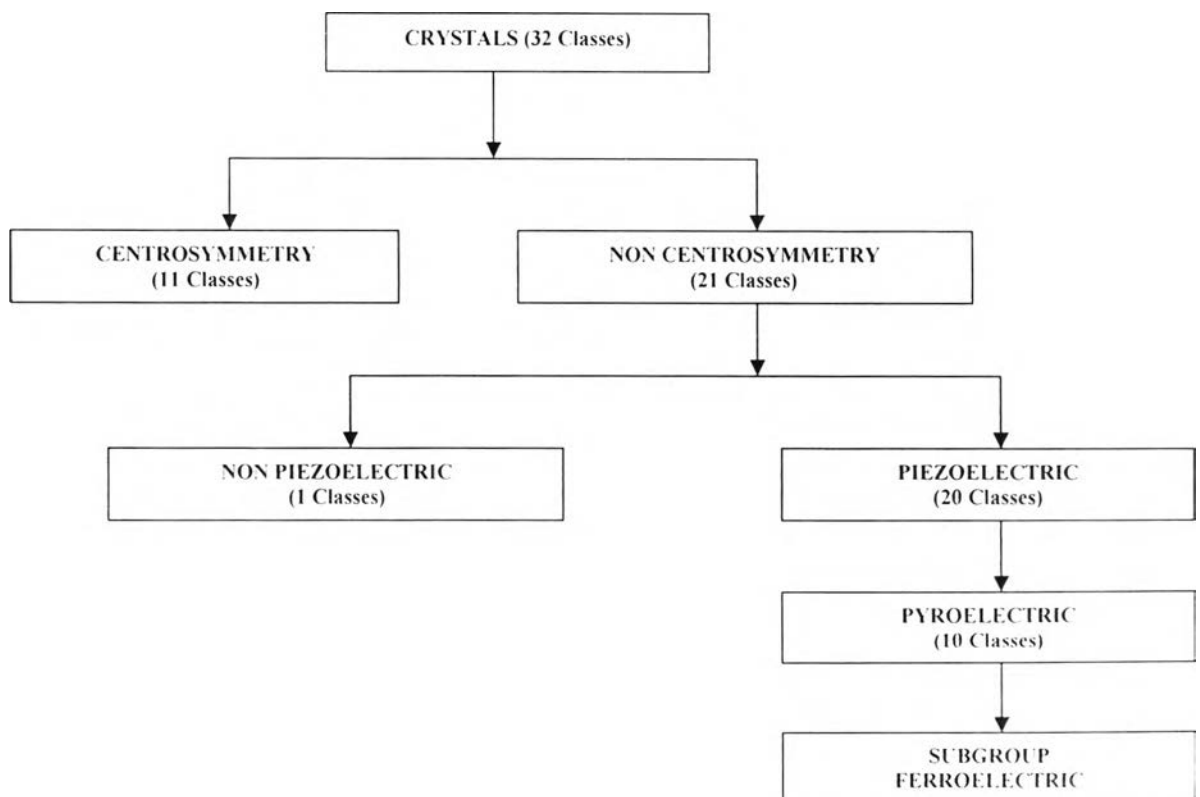 CRYSTALS (32 Classes)
CENTROSYMMETRY
(11 Classes)
NON CENTROSYMMETRY
(21 Classes)
NON PIEZOELECTRIC
(1 Classes)
PIEZOELECTRIC
(20 Classes)
PYROELECTRIC
(10 Classes)
SUBGROUP
FERROELECTRIC